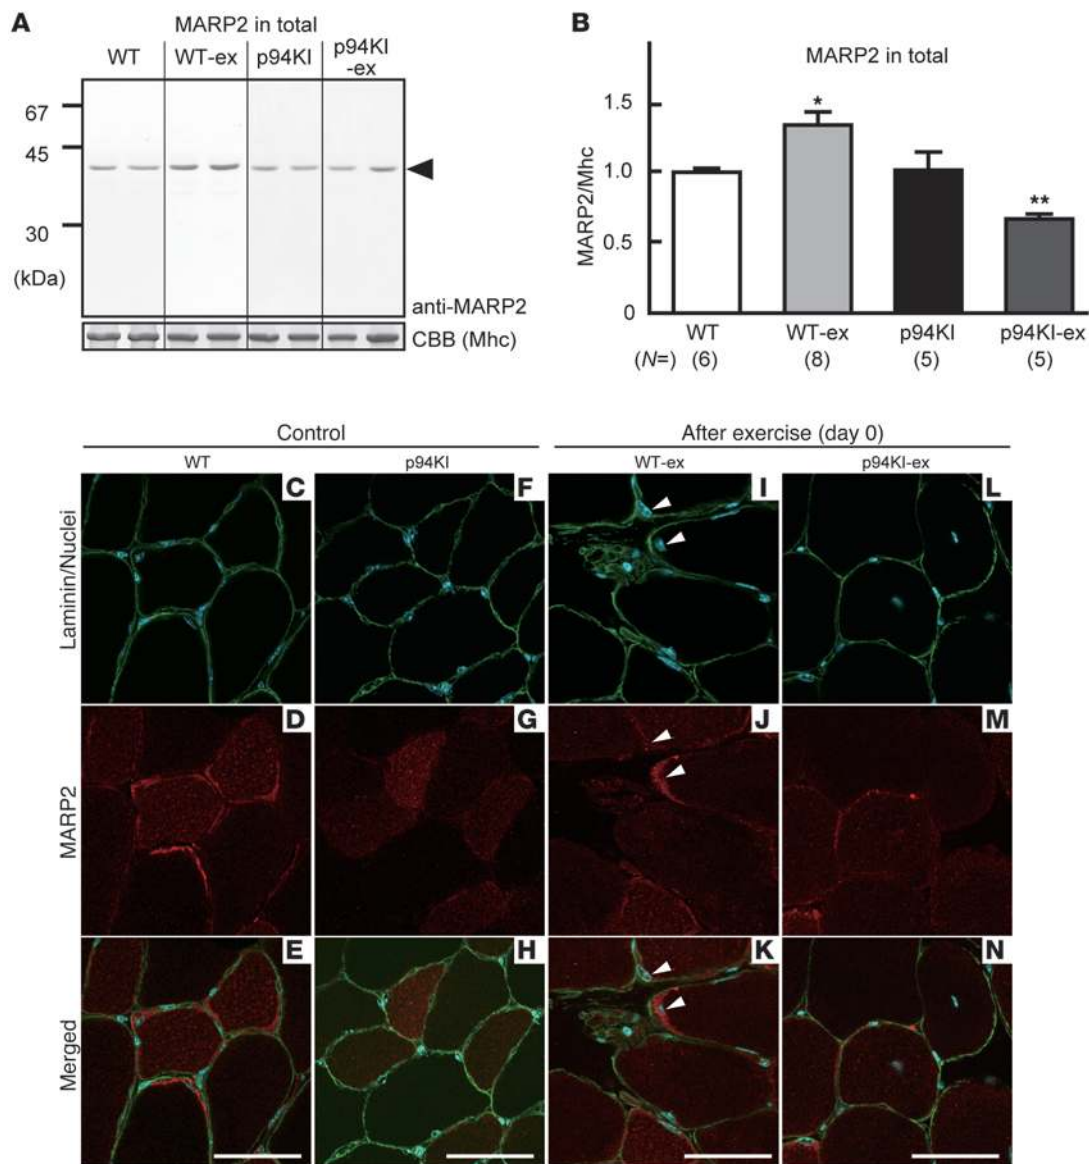 A
MARP2 in total
WT WT-ex p94KI p94KI
-ex
67
45
30
(kDa)
anti-MARP2
CBB (Mhc)
B
MARP2 in total
MARP2/Mhc
1.5
1.0
0.5
0
*
**
WT WT-ex p94KI p94KI-ex
(N=) (6) (8) (5) (5)
Control After exercise (day 0)
WT p94KI WT-ex p94KI-ex
Laminin/Nuclei
C F I L
MARP2
D G J M
Merged
E H K N